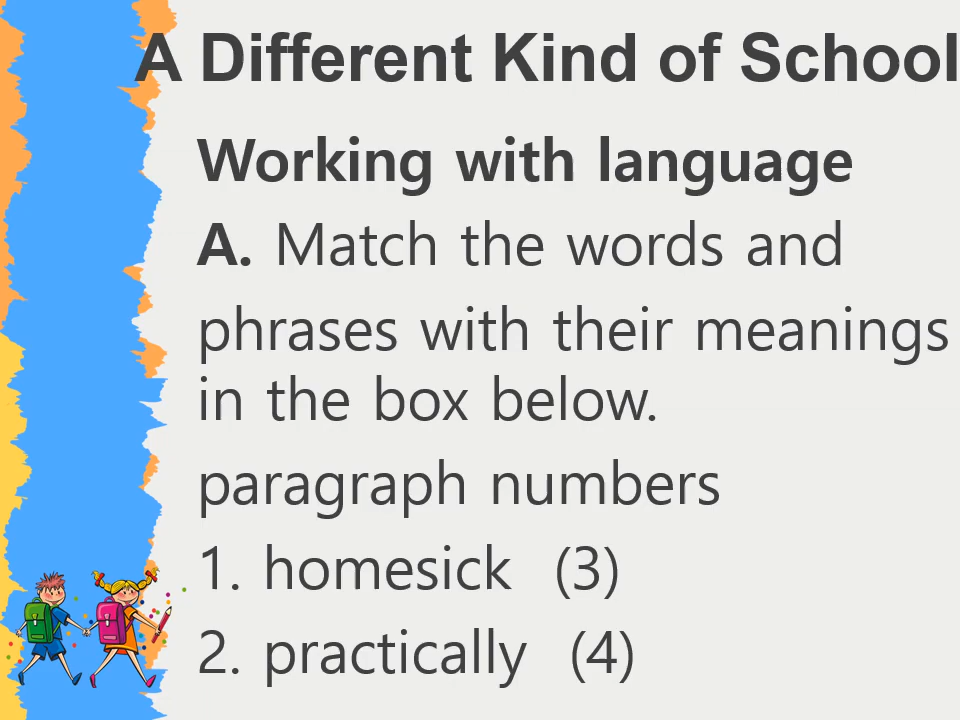 A Different Kind of School
Working with language
A. Match the words and
phrases with their meanings
in the box below.
paragraph numbers
1. homesick (3)
2. practically (4)